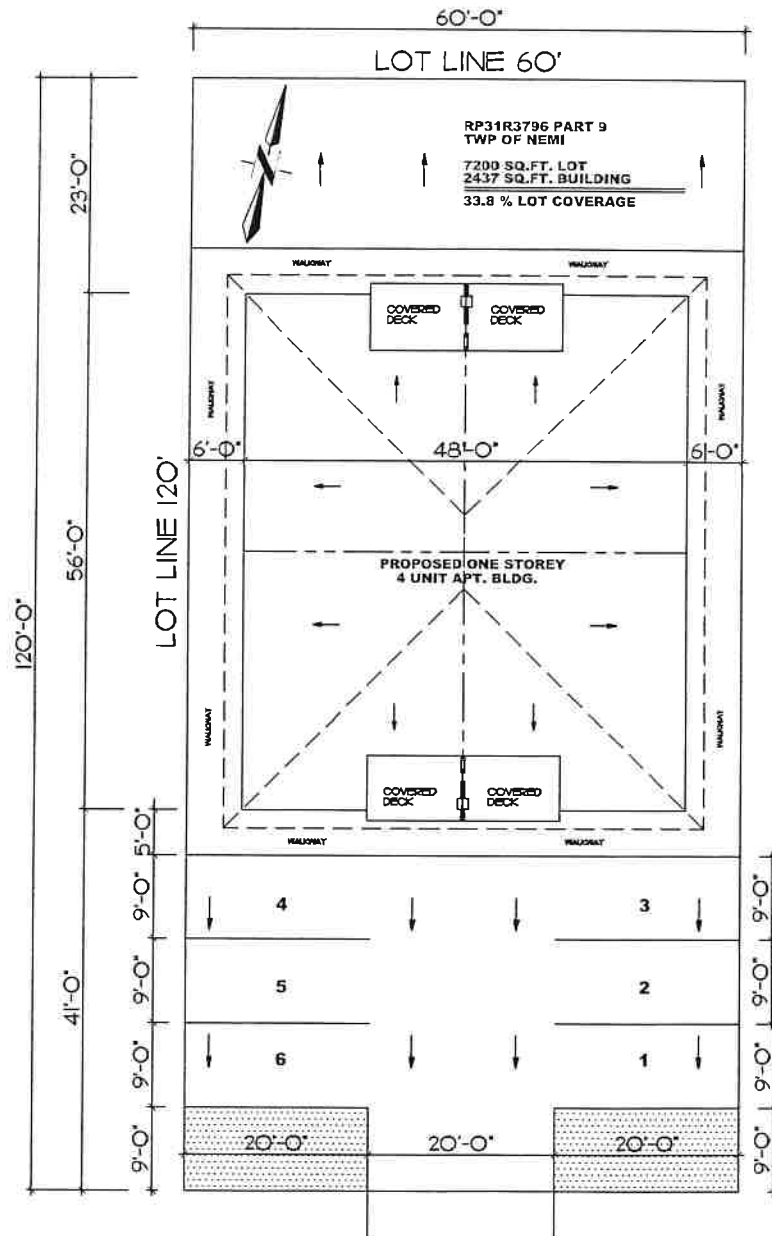 60'-0"
LOT LINE 60'
RP31R3796 PART 9
TWP OF NEMI
7200 SQ.FT. LOT
2437 SQ.FT. BUILDING
33.8 % LOT COVERAGE
23'-0"
WALKWAY
WALKWAY
COVERED
DECK
COVERED
DECK
WALKWAY
WALKWAY
6'-0"
48'-0"
6'-0"
LOT LINE 120'
56'-0"
120'-0"
PROPOSED ONE STOREY
4 UNIT APT. BLDG.
WALKWAY
WALKWAY
COVERED
DECK
COVERED
DECK
5'-0"
WALKWAY
WALKWAY
9'-0"
4
3
9'-0"
41'-0"
9'-0"
5
2
9'-0"
9'-0"
6
1
9'-0"
9'-0"
20'-0"
20'-0"
20'-0"
9'-0"